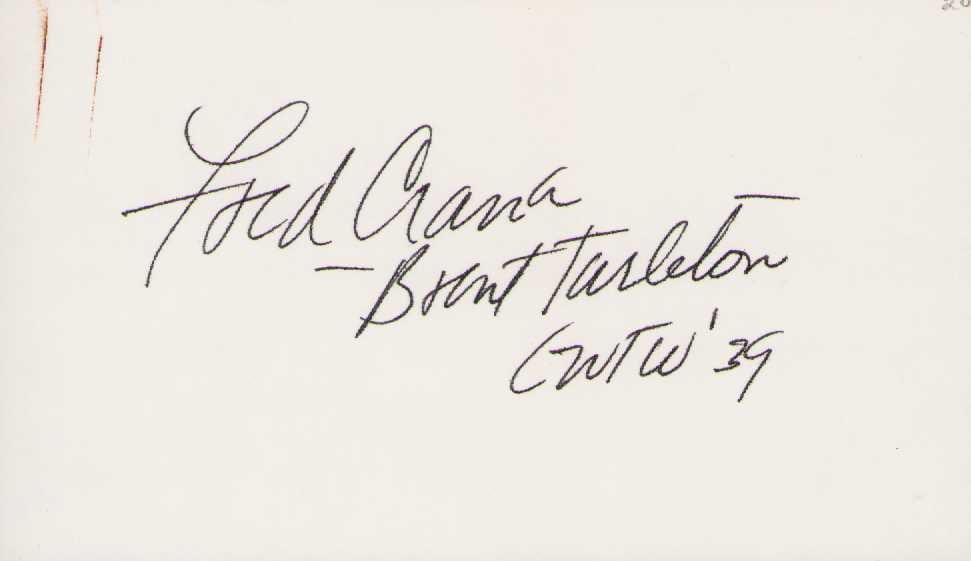 Fred Crane
- Brent Tarleton
GWTW '39